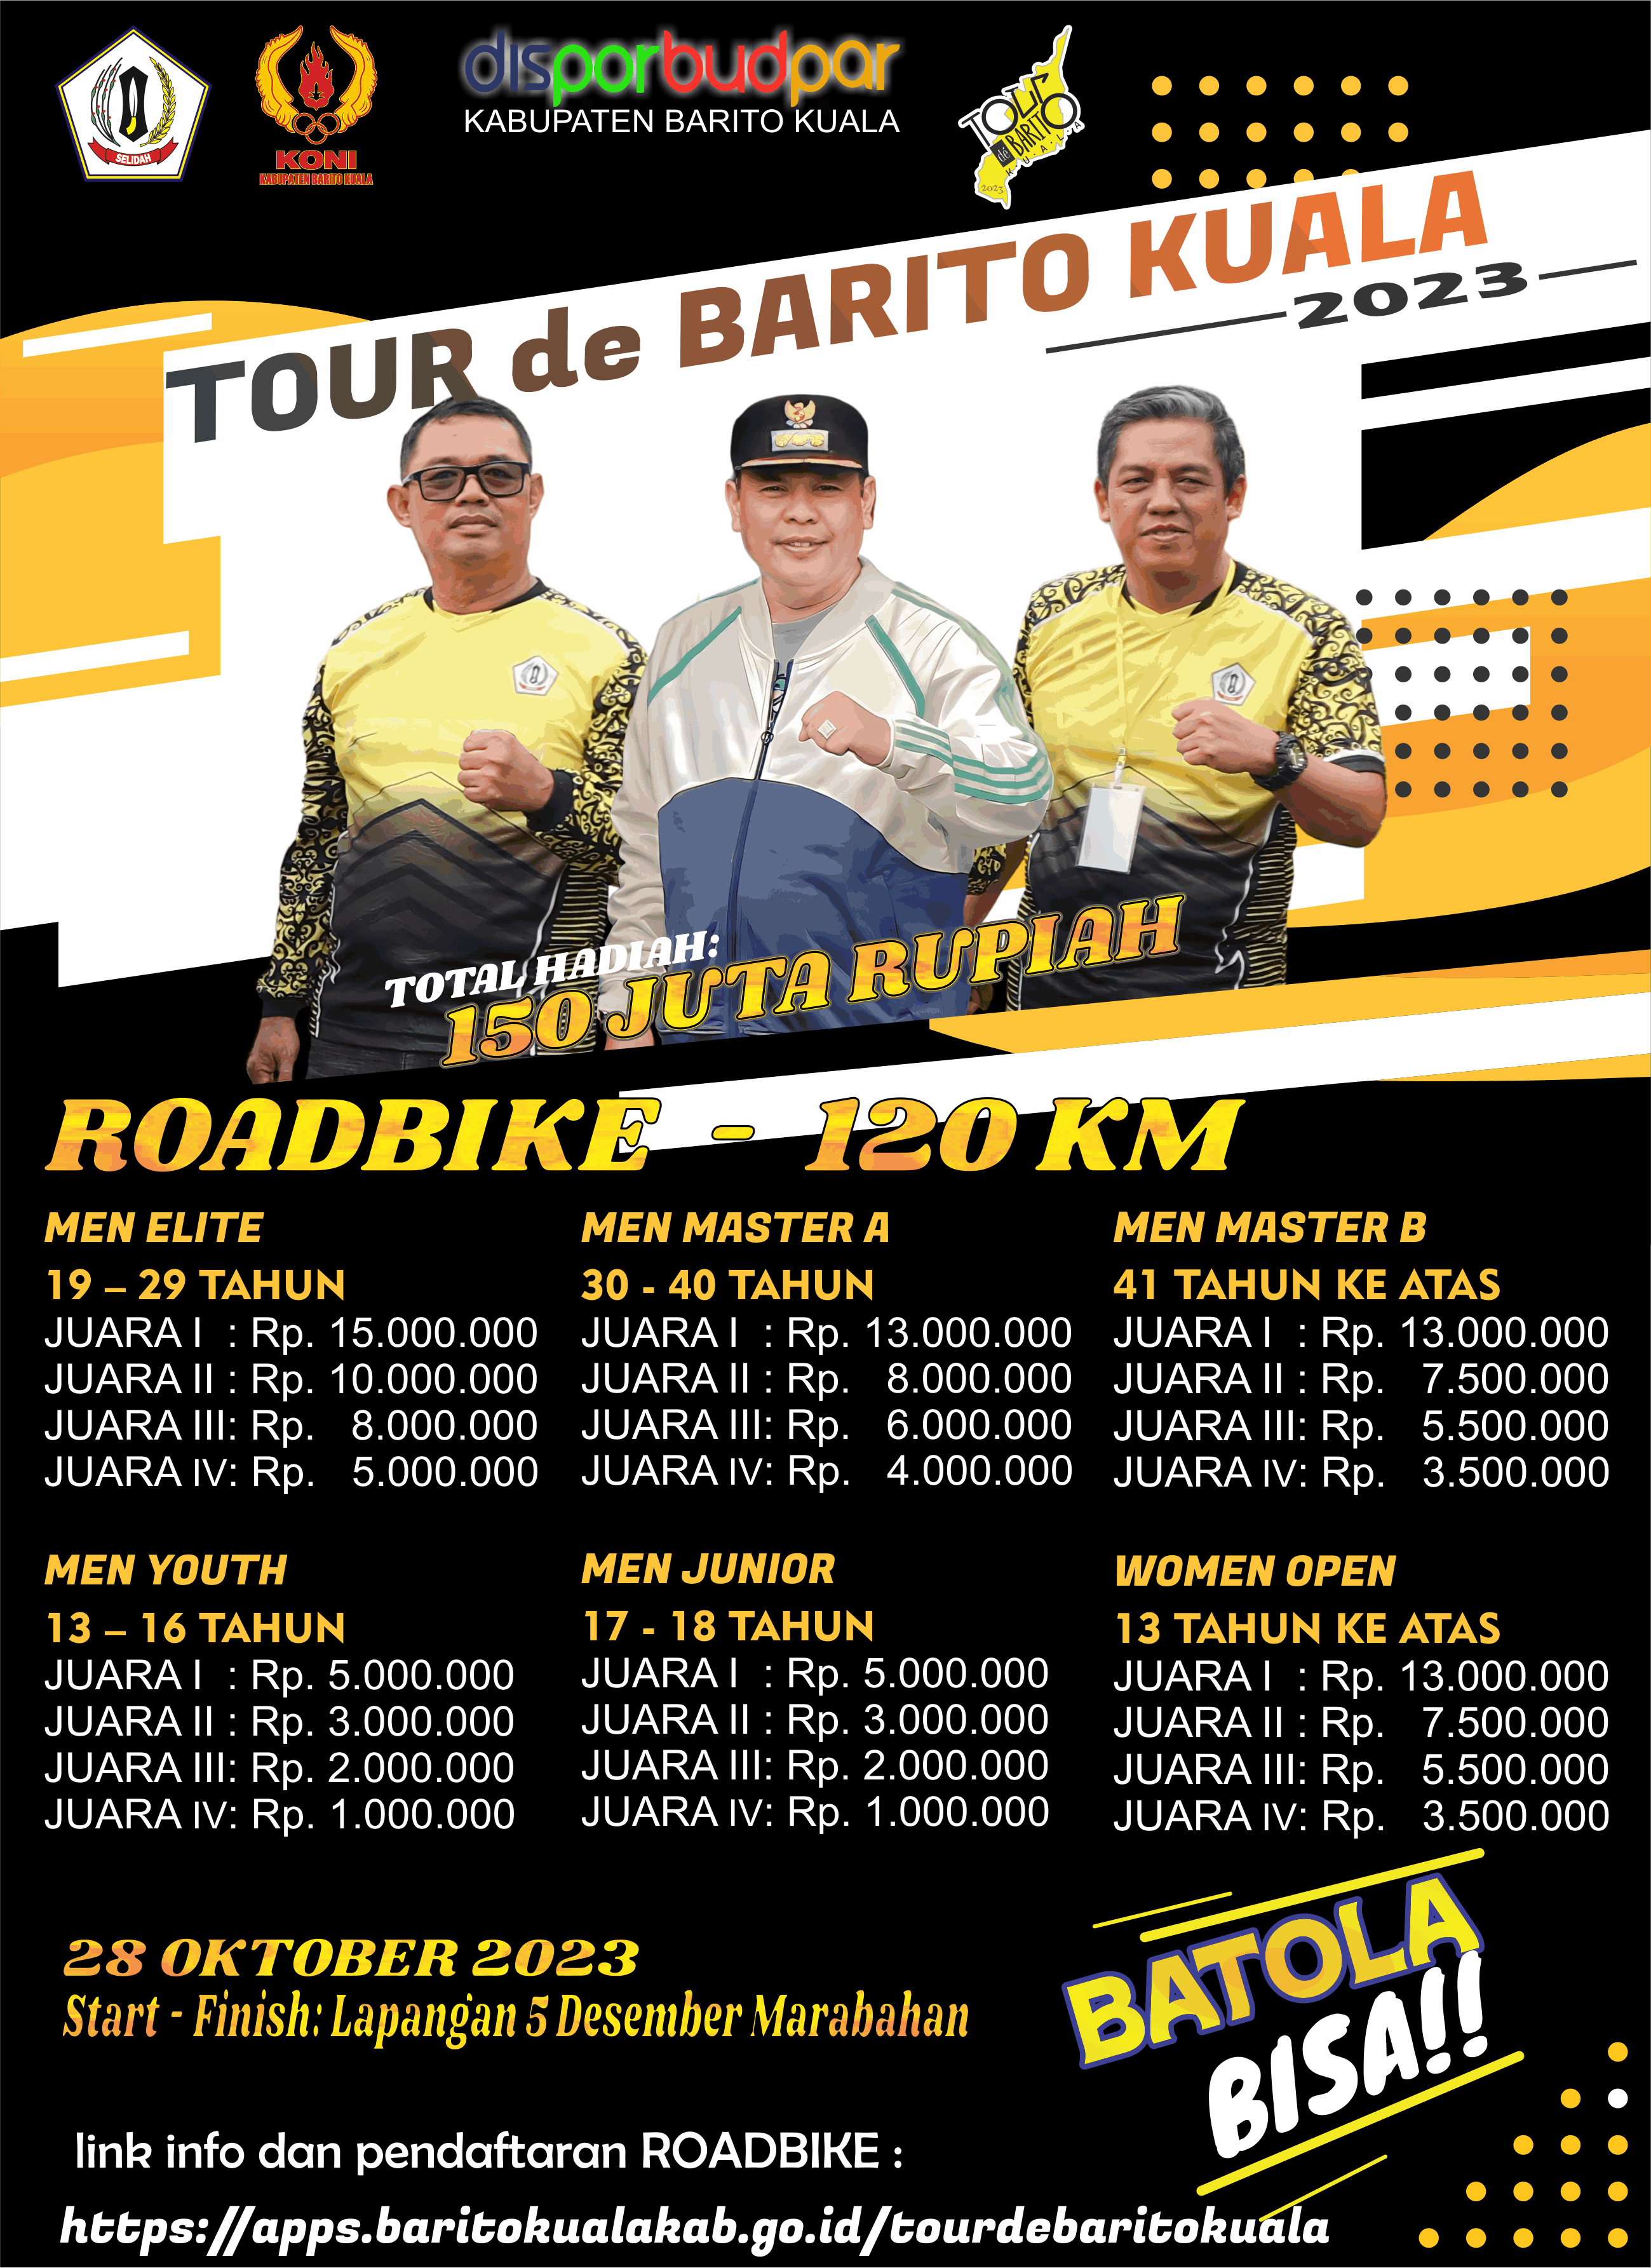 SELIDAH
KONI
KABUPATEN BARITO KUALA
disporbudpar
KABUPATEN BARITO KUALA
TOUR
de BARITO
KUALA
2023
TOUR de BARITO KUALA
2023
TOTAL HADIAH:
150 JUTA RUPIAH
ROADBIKE - 120 KM
MEN ELITE
19 – 29 TAHUN
JUARA I : Rp. 15.000.000
JUARA II : Rp. 10.000.000
JUARA III: Rp. 8.000.000
JUARA IV: Rp. 5.000.000
MEN MASTER A
30 - 40 TAHUN
JUARA I : Rp. 13.000.000
JUARA II : Rp. 8.000.000
JUARA III: Rp. 6.000.000
JUARA IV: Rp. 4.000.000
MEN MASTER B
41 TAHUN KE ATAS
JUARA I : Rp. 13.000.000
JUARA II : Rp. 7.500.000
JUARA III: Rp. 5.500.000
JUARA IV: Rp. 3.500.000
MEN YOUTH
13 – 16 TAHUN
JUARA I : Rp. 5.000.000
JUARA II : Rp. 3.000.000
JUARA III: Rp. 2.000.000
JUARA IV: Rp. 1.000.000
MEN JUNIOR
17 - 18 TAHUN
JUARA I : Rp. 5.000.000
JUARA II : Rp. 3.000.000
JUARA III: Rp. 2.000.000
JUARA IV: Rp. 1.000.000
WOMEN OPEN
13 TAHUN KE ATAS
JUARA I : Rp. 13.000.000
JUARA II : Rp. 7.500.000
JUARA III: Rp. 5.500.000
JUARA IV: Rp. 3.500.000
28 OKTOBER 2023
Start - Finish: Lapangan 5 Desember Marabahan
BATOLA
BISA!!
link info dan pendaftaran ROADBIKE :
https://apps.baritokualakab.go.id/tourdebaritokuala